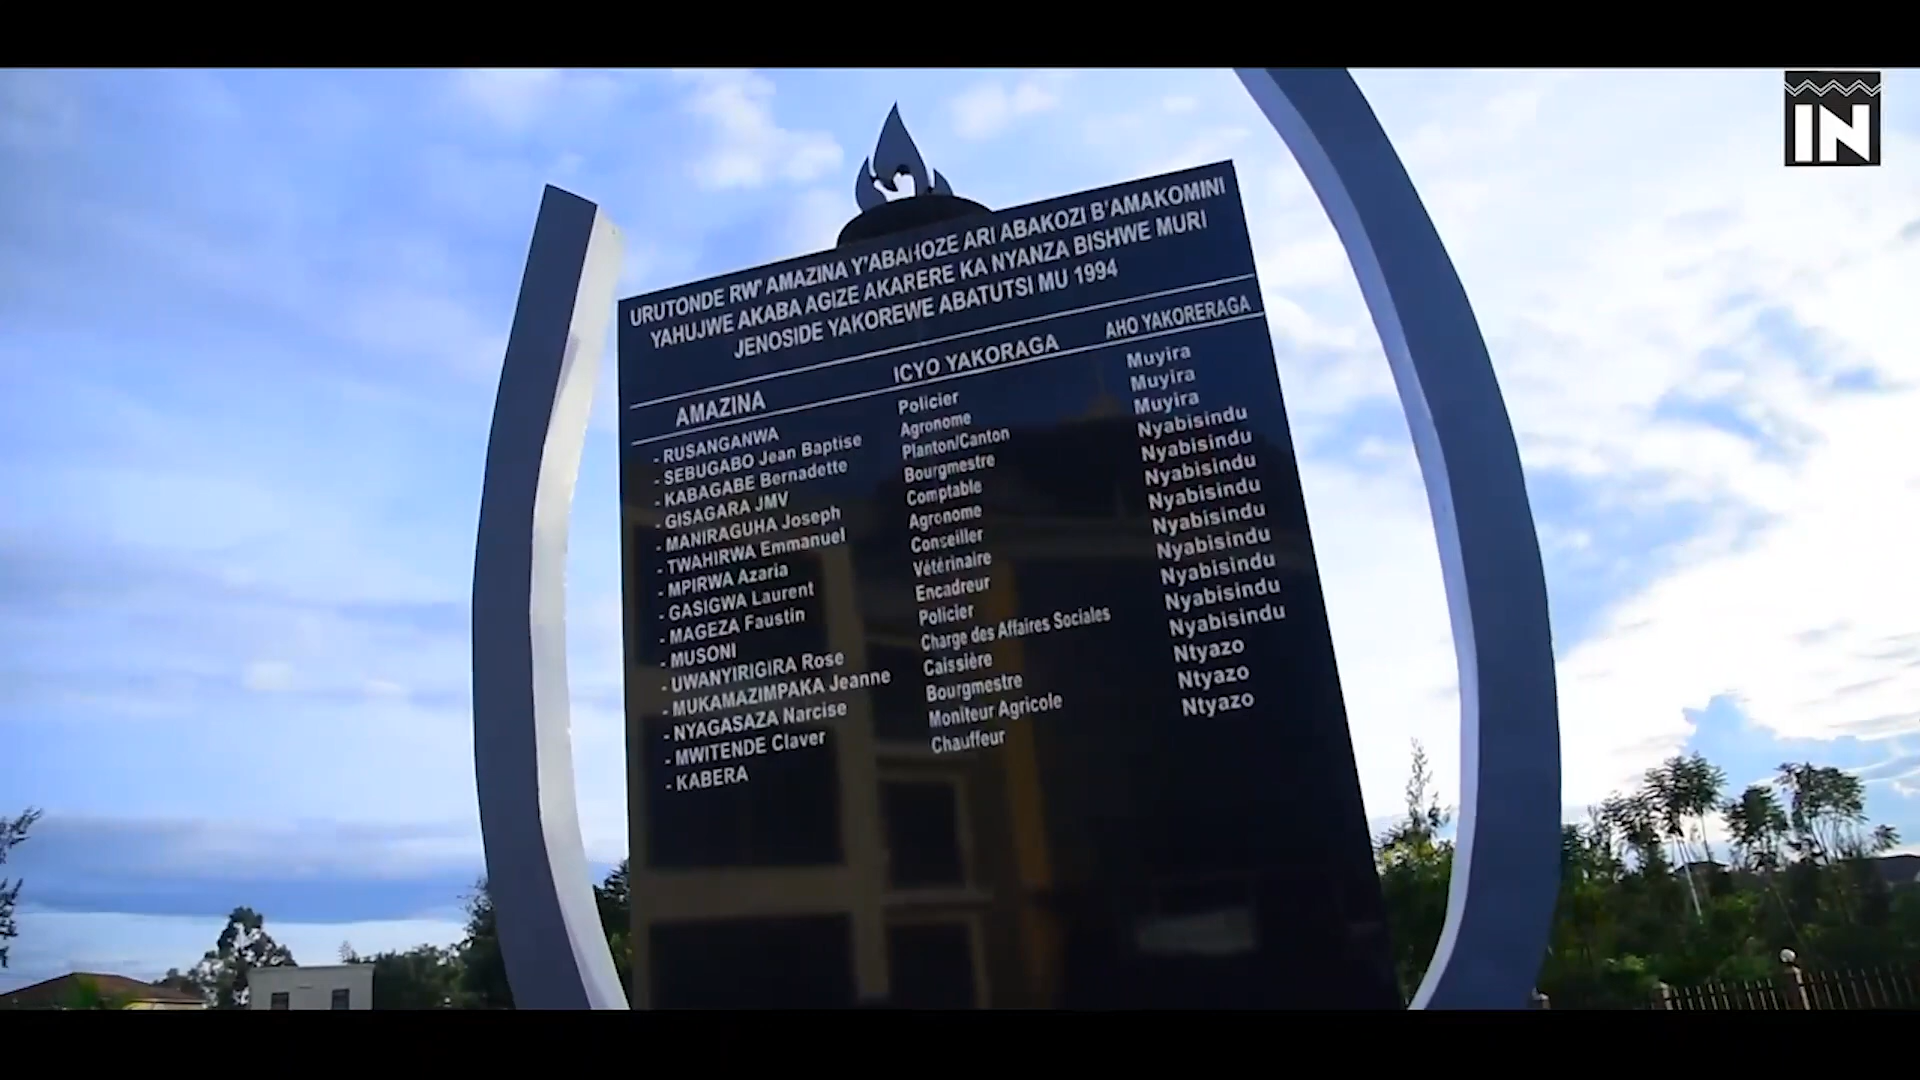 IN
URUTONDE RW' AMAZINA Y'ABAHOZE ARI ABAKOZI B'AMAKOMINI
YAHUJWE AKABA AGIZE AKARERE KA NYANZA BISHWE MURI
JENOSIDE YAKOREWE ABATUTSI MU 1994
AMAZINA ICYO YAKORAGA AHO YAKORERAGA
- RUSANGANWA Policier Muyira
- SEBUGABO Jean Baptise Agronome Muyira
- KABAGABE Bernadette Planton/Canton Muyira
- GISAGARA JMV Bourgmestre Nyabisindu
- MANIRAGUHA Joseph Comptable Nyabisindu
- TWAHIRWA Emmanuel Agronome Nyabisindu
- MPIRWA Azaria Conseiller Nyabisindu
- GASIGWA Laurent Vétérinaire Nyabisindu
- MAGEZA Faustin Encadreur Nyabisindu
- MUSONI Policier Nyabisindu
- UWANYIRIGIRA Rose Charge des Affaires Sociales Nyabisindu
- MUKAMAZIMPAKA Jeanne Caissière Nyabisindu
- NYAGASAZA Narcise Bourgmestre Ntyazo
- MWITENDE Claver Moniteur Agricole Ntyazo
- KABERA Chauffeur Ntyazo